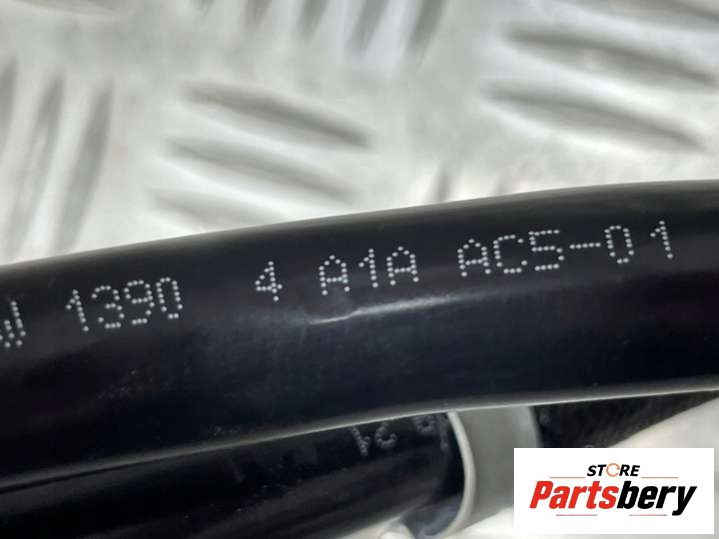 1390 4 A1A AC5-01
STORE
Partsbery